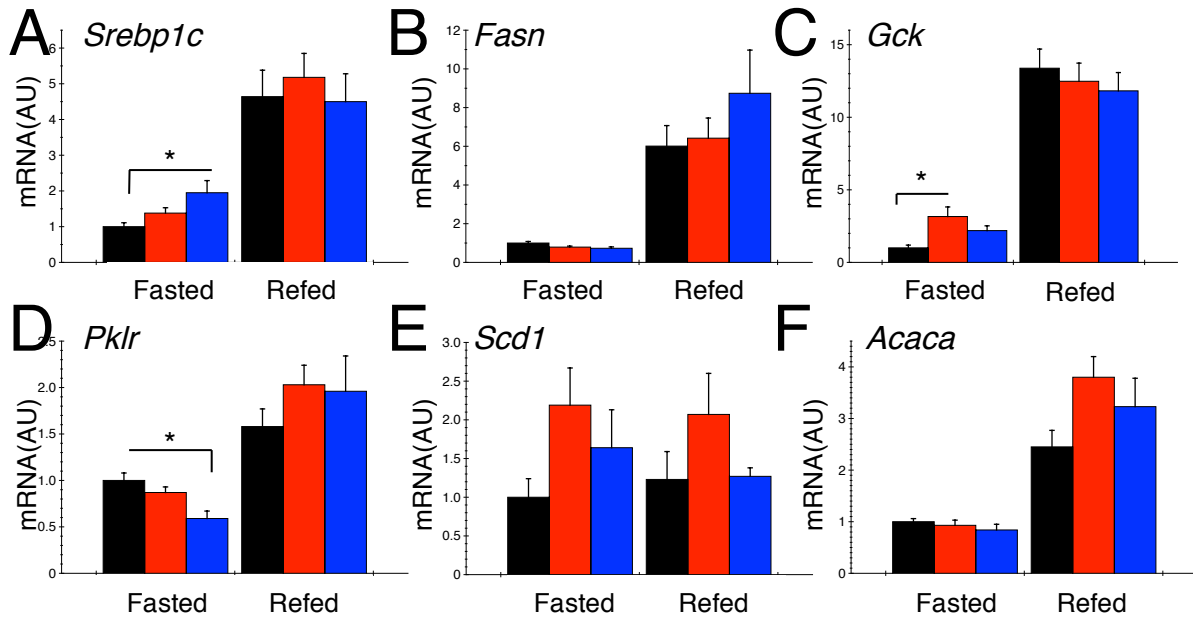 A Srebp1c
mRNA(AU)
6
5
4
3
2
1
0
*
Fasted Refed
B Fasn
mRNA(AU)
12
10
8
6
4
2
0
Fasted Refed
C Gck
mRNA(AU)
15
10
5
0
*
Fasted Refed
D Pklr
mRNA(AU)
2.5
2.0
1.5
1.0
0.5
0
*
Fasted Refed
E Scd1
mRNA(AU)
3.0
2.5
2.0
1.5
1.0
0.5
0
Fasted Refed
F Acaca
mRNA(AU)
4
3
2
1
0
Fasted Refed